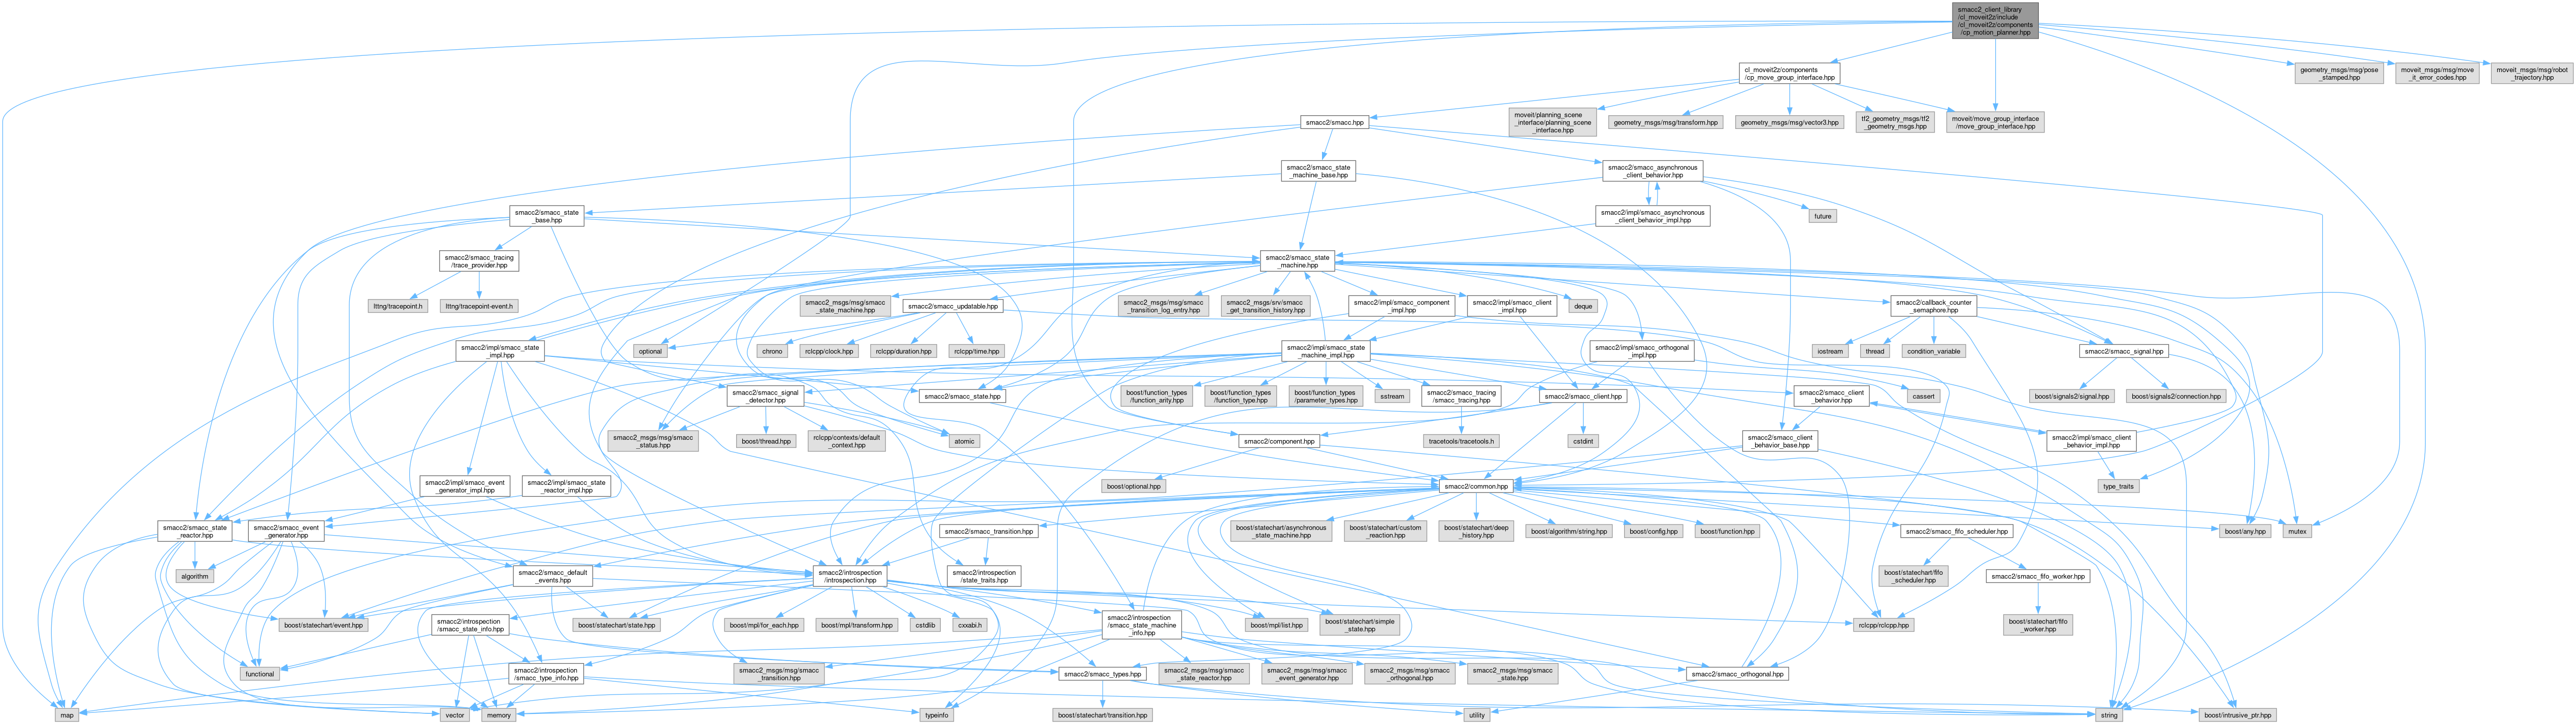 smacc2_client_library
/cl_moveit2z/include
/cl_moveit2z/components
/cp_motion_planner.hpp
cl_moveit2z/components
/cp_move_group_interface.hpp
geometry_msgs/msg/pose
_stamped.hpp
moveit_msgs/msg/move
_it_error_codes.hpp
moveit_msgs/msg/robot
_trajectory.hpp
smacc2/smacc.hpp
moveit/planning_scene
_interface/planning_scene
_interface.hpp
geometry_msgs/msg/transform.hpp
geometry_msgs/msg/vector3.hpp
tf2_geometry_msgs/tf2
_geometry_msgs.hpp
moveit/move_group_interface
/move_group_interface.hpp
smacc2/smacc_state
_machine_base.hpp
smacc2/smacc_asynchronous
_client_behavior.hpp
smacc2/smacc_state
_base.hpp
smacc2/impl/smacc_asynchronous
_client_behavior_impl.hpp
future
smacc2/smacc_tracing
/trace_provider.hpp
smacc2/smacc_state
_machine.hpp
lttng/tracepoint.h
lttng/tracepoint-event.h
smacc2_msgs/msg/smacc
_state_machine.hpp
smacc2/smacc_updatable.hpp
smacc2_msgs/msg/smacc
_transition_log_entry.hpp
smacc2_msgs/srv/smacc
_get_transition_history.hpp
smacc2/impl/smacc_component
_impl.hpp
smacc2/impl/smacc_client
_impl.hpp
deque
smacc2/callback_counter
_semaphore.hpp
smacc2/impl/smacc_state
_impl.hpp
optional
chrono
rclcpp/clock.hpp
rclcpp/duration.hpp
rclcpp/time.hpp
smacc2/impl/smacc_state
_machine_impl.hpp
smacc2/impl/smacc_orthogonal
_impl.hpp
iostream
thread
condition_variable
smacc2/smacc_signal.hpp
smacc2/smacc_signal
_detector.hpp
smacc2/smacc_state.hpp
boost/function_types
/function_arity.hpp
boost/function_types
/function_type.hpp
boost/function_types
/parameter_types.hpp
sstream
smacc2/smacc_tracing
/smacc_tracing.hpp
smacc2/smacc_client.hpp
cassert
smacc2/smacc_client
_behavior.hpp
boost/signals2/signal.hpp
boost/signals2/connection.hpp
smacc2_msgs/msg/smacc
_status.hpp
boost/thread.hpp
rclcpp/contexts/default
_context.hpp
atomic
tracetools/tracetools.h
smacc2/component.hpp
cstdint
smacc2/smacc_client
_behavior_base.hpp
smacc2/impl/smacc_client
_behavior_impl.hpp
smacc2/impl/smacc_event
_generator_impl.hpp
smacc2/impl/smacc_state
_reactor_impl.hpp
boost/optional.hpp
smacc2/common.hpp
type_traits
smacc2/smacc_state
_reactor.hpp
smacc2/smacc_event
_generator.hpp
smacc2/smacc_transition.hpp
boost/statechart/asynchronous
_state_machine.hpp
boost/statechart/custom
_reaction.hpp
boost/statechart/deep
_history.hpp
boost/algorithm/string.hpp
boost/config.hpp
boost/function.hpp
smacc2/smacc_fifo_scheduler.hpp
boost/any.hpp
mutex
algorithm
smacc2/smacc_default
_events.hpp
smacc2/introspection
/introspection.hpp
smacc2/introspection
/state_traits.hpp
boost/statechart/fifo
_scheduler.hpp
smacc2/smacc_fifo_worker.hpp
boost/statechart/event.hpp
smacc2/introspection
/smacc_state_info.hpp
boost/statechart/state.hpp
boost/mpl/for_each.hpp
boost/mpl/transform.hpp
cstdlib
cxxabi.h
smacc2/introspection
/smacc_state_machine
_info.hpp
boost/mpl/list.hpp
boost/statechart/simple
_state.hpp
rclcpp/rclcpp.hpp
boost/statechart/fifo
_worker.hpp
functional
smacc2/introspection
/smacc_type_info.hpp
smacc2_msgs/msg/smacc
_transition.hpp
smacc2/smacc_types.hpp
smacc2_msgs/msg/smacc
_state_reactor.hpp
smacc2_msgs/msg/smacc
_event_generator.hpp
smacc2_msgs/msg/smacc
_orthogonal.hpp
smacc2_msgs/msg/smacc
_state.hpp
smacc2/smacc_orthogonal.hpp
map
vector
memory
typeinfo
boost/statechart/transition.hpp
utility
string
boost/intrusive_ptr.hpp